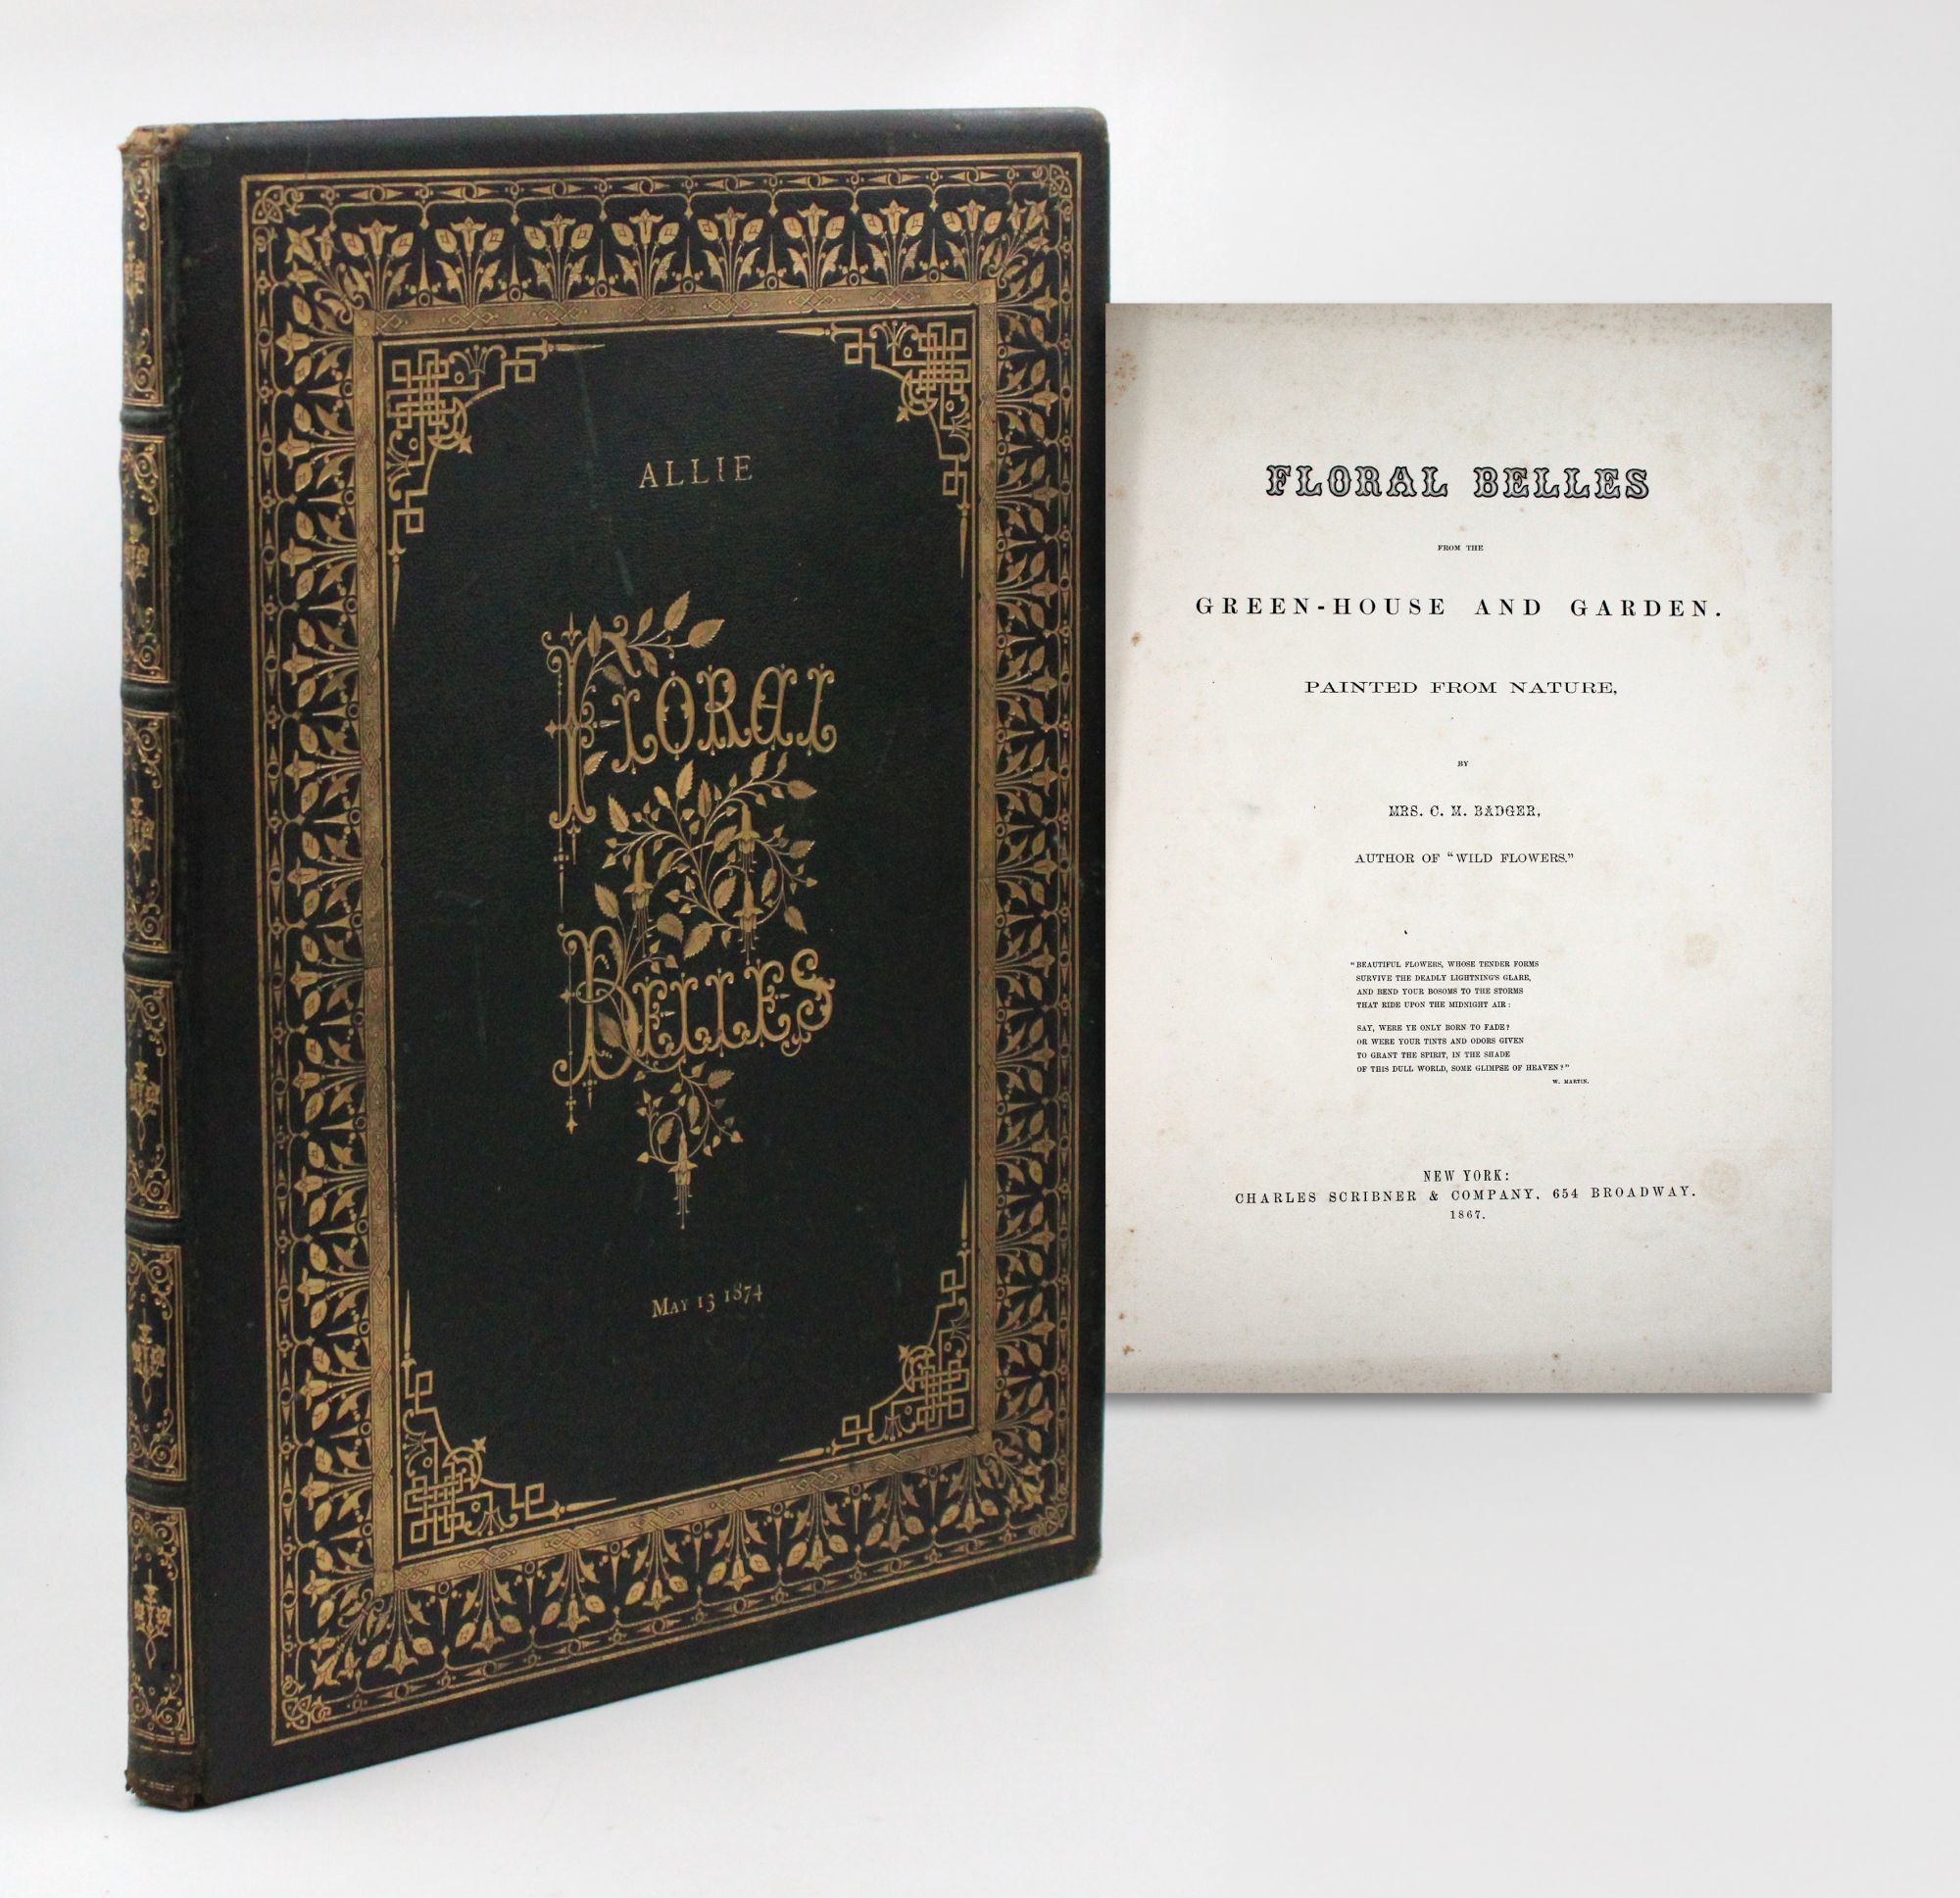 ALLIE
FLORAL
BELLES
MAY 13 1874
FLORAL BELLES
FROM THE
GREEN-HOUSE AND GARDEN.
PAINTED FROM NATURE,
BY
MRS. C. M. BADGER,
AUTHOR OF "WILD FLOWERS."
"BEAUTIFUL FLOWERS, WHOSE TENDER FORMS
SURVIVE THE DEADLY LIGHTNING'S GLARE,
AND BEND YOUR BOSOMS TO THE STORMS
THAT RIDE UPON THE MIDNIGHT AIR:
SAY, WERE YE ONLY BORN TO FADE?
OR WERE YOUR TINTS AND ODORS GIVEN
TO GRANT THE SPIRIT, IN THE SHADE
OF THIS DULL WORLD, SOME GLIMPSE OF HEAVEN?"
W. MARTIN.
NEW YORK:
CHARLES SCRIBNER & COMPANY, 654 BROADWAY.
1867.